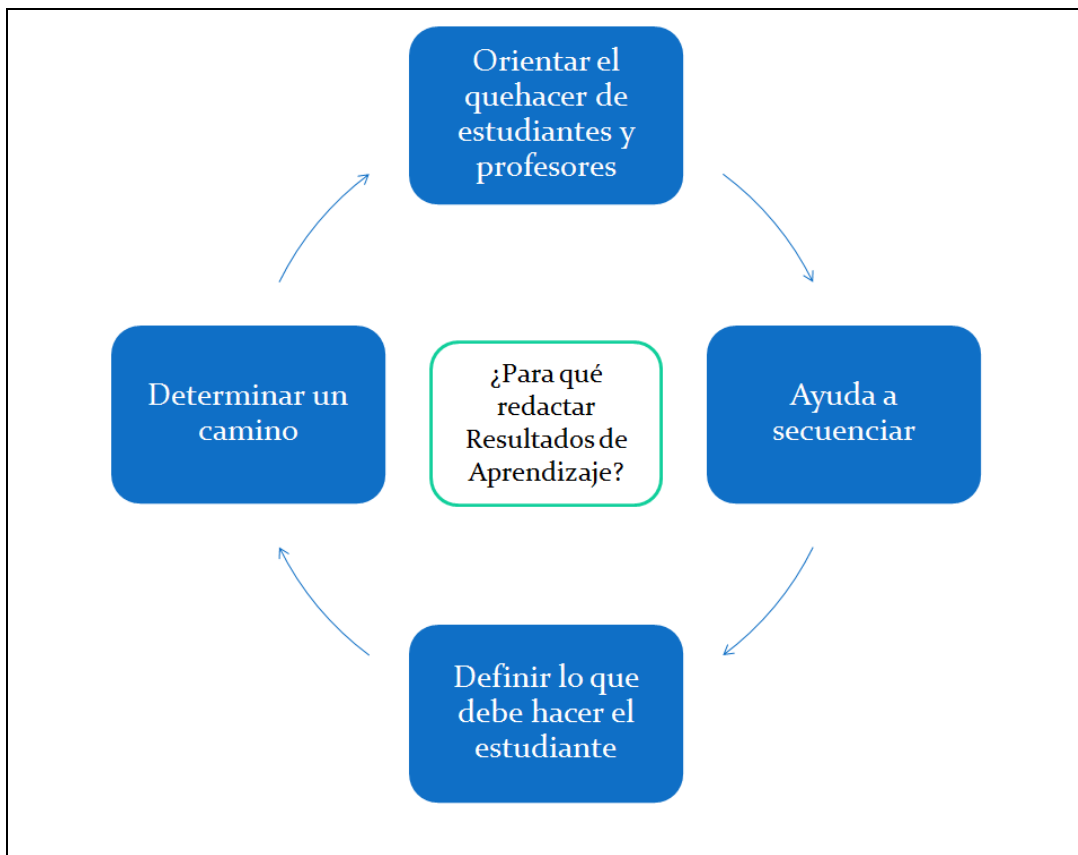 Orientar el
quehacer de
estudiantes y
profesores
Determinar un
camino
¿Para qué
redactar
Resultados de
Aprendizaje?
Ayuda a
secuenciar
Definir lo que
debe hacer el
estudiante